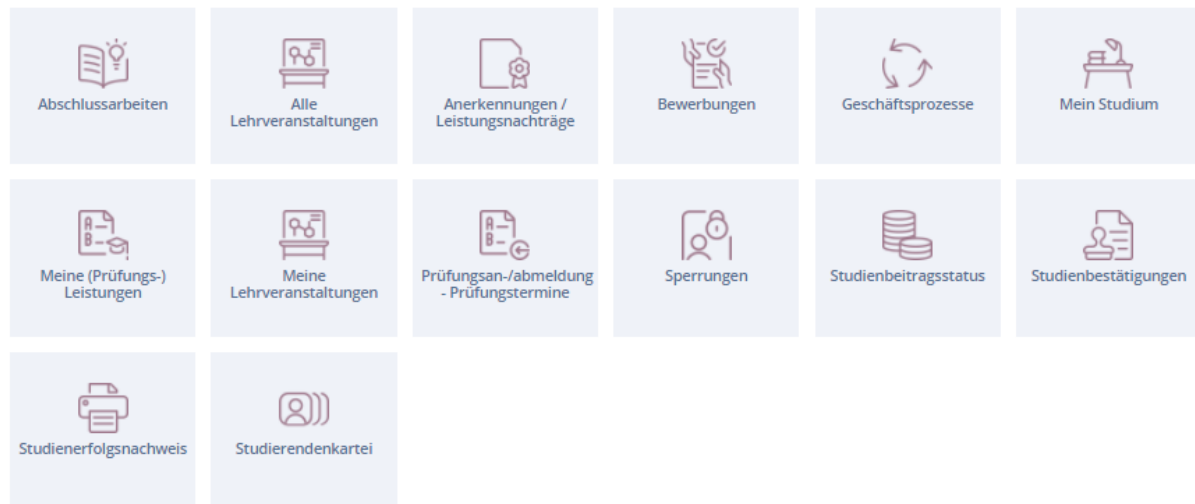 Abschlussarbeiten
Alle
Lehrveranstaltungen
Anerkennungen /
Leistungsnachträge
Bewerbungen
Geschäftsprozesse
Mein Studium
Meine (Prüfungs-)
Leistungen
Meine
Lehrveranstaltungen
Prüfungsan-/abmeldung
- Prüfungstermine
Sperrungen
Studienbeitragsstatus
Studienbestätigungen
Studienerfolgsnachweis
Studierendenkartei